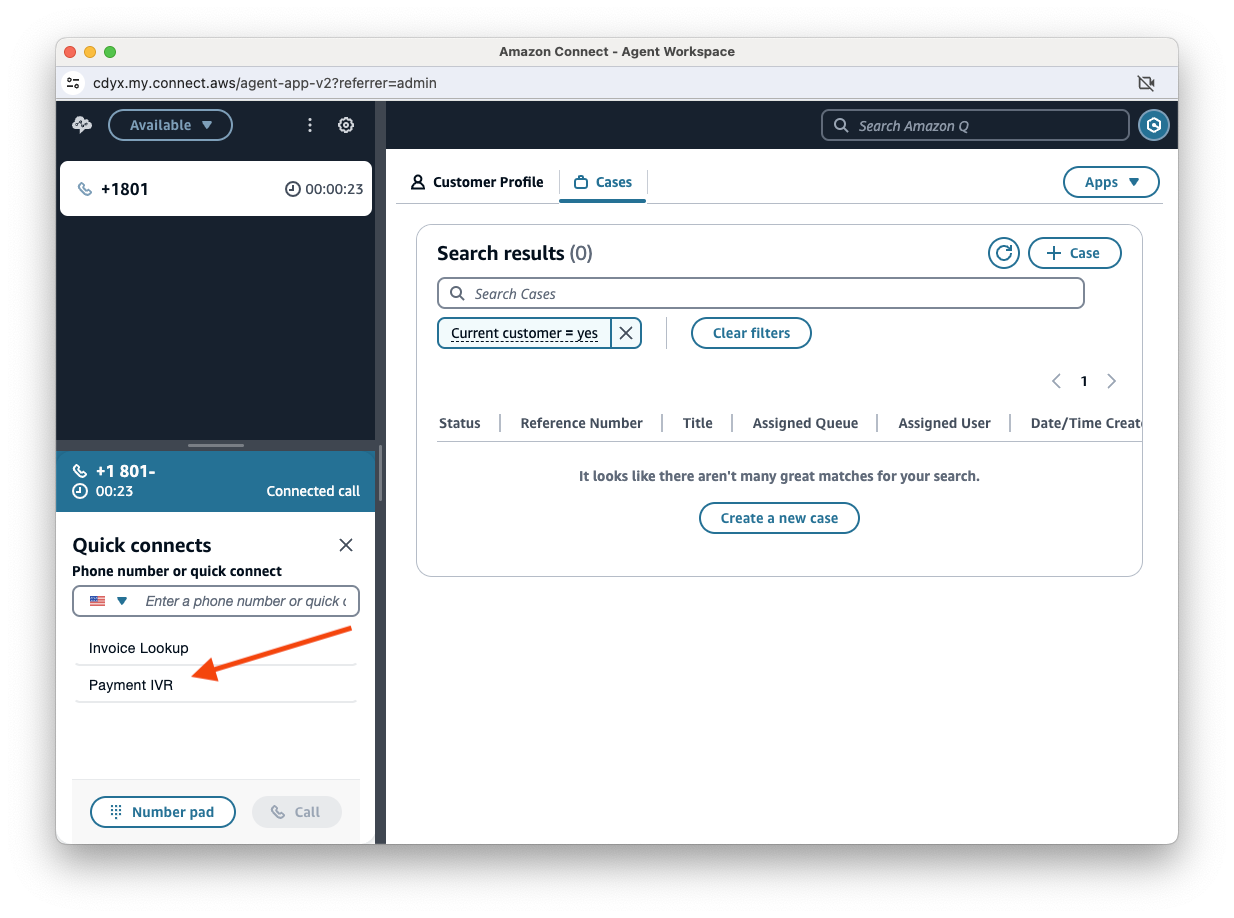 Amazon Connect - Agent Workspace
cdyx.my.connect.aws/agent-app-v2?referrer=admin
Available
Search Amazon Q
+1801
00:00:23
Customer Profile
Cases
Apps
Search results (0)
+ Case
Search Cases
Current customer = yes
Clear filters
1
Status
Reference Number
Title
Assigned Queue
Assigned User
Date/Time Creat
It looks like there aren't many great matches for your search.
Create a new case
+1 801-
00:23
Connected call
Quick connects
Phone number or quick connect
Enter a phone number or quick c
Invoice Lookup
Payment IVR
Number pad
Call